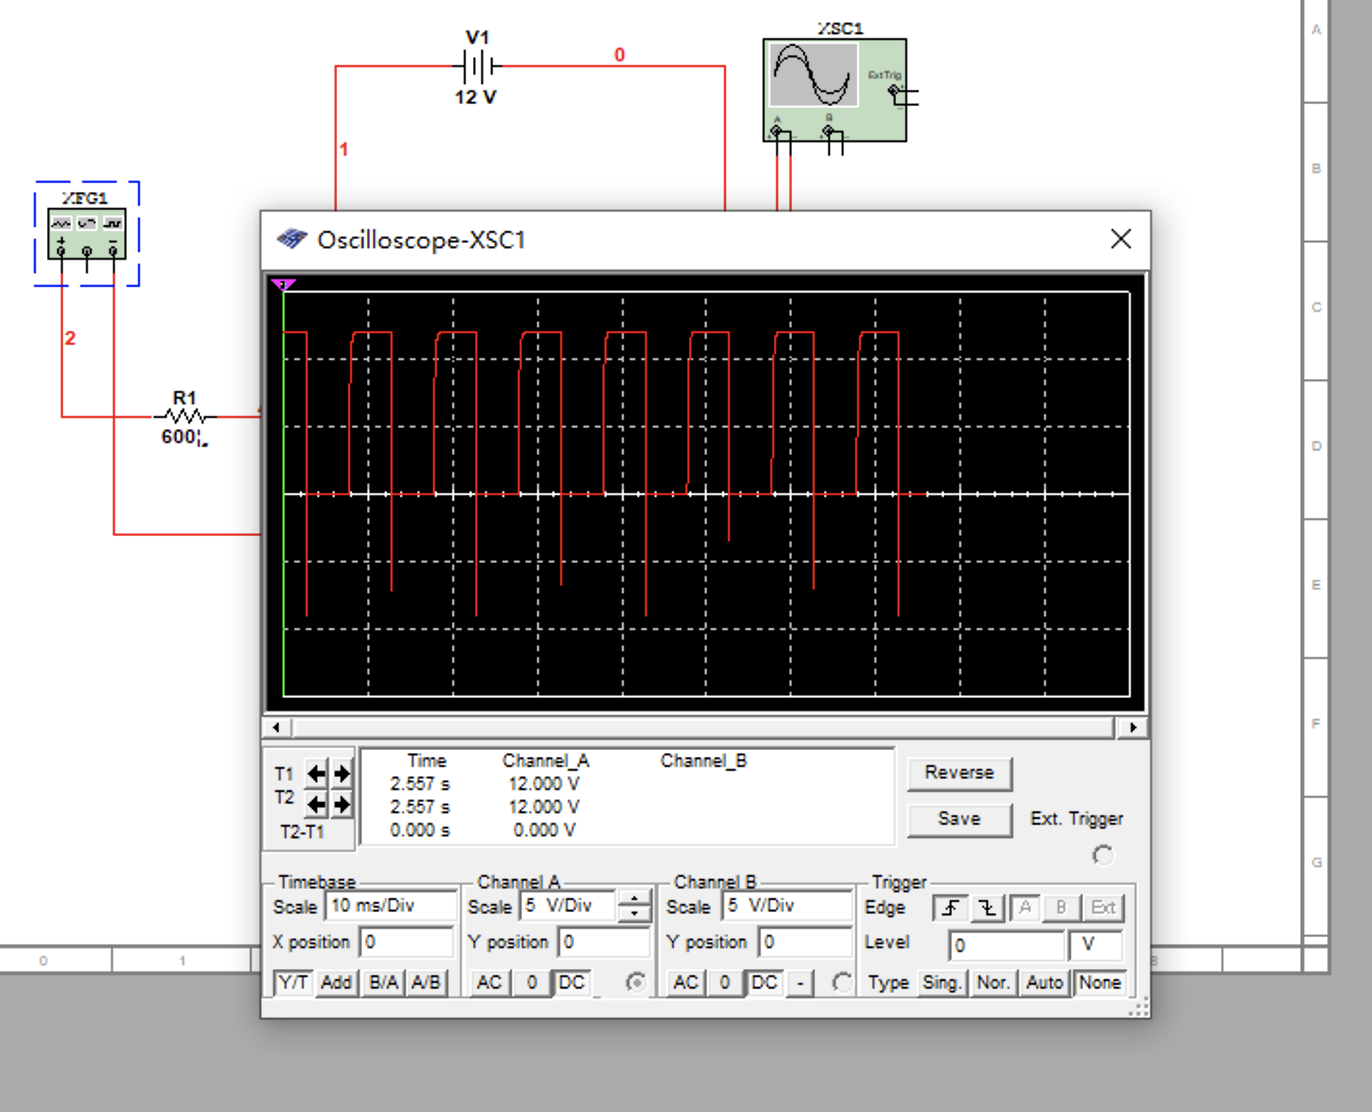 V1
0
12 V
1
XSC1
Ext Trig
A
B
A
B
C
D
E
F
G
XFG1
2
R1
600
Oscilloscope-XSC1
Time Channel_A Channel_B
T1 2.557 s 12.000 V
T2 2.557 s 12.000 V
T2-T1 0.000 s 0.000 V
Reverse
Save
Ext. Trigger
Timebase
Scale 10 ms/Div
X position 0
Y/T Add B/A A/B
Channel A
Scale 5 V/Div
Y position 0
AC 0 DC
Channel B
Scale 5 V/Div
Y position 0
AC 0 DC -
Trigger
Edge A B Ext
Level 0 V
Type Sing. Nor. Auto None
0 1 8